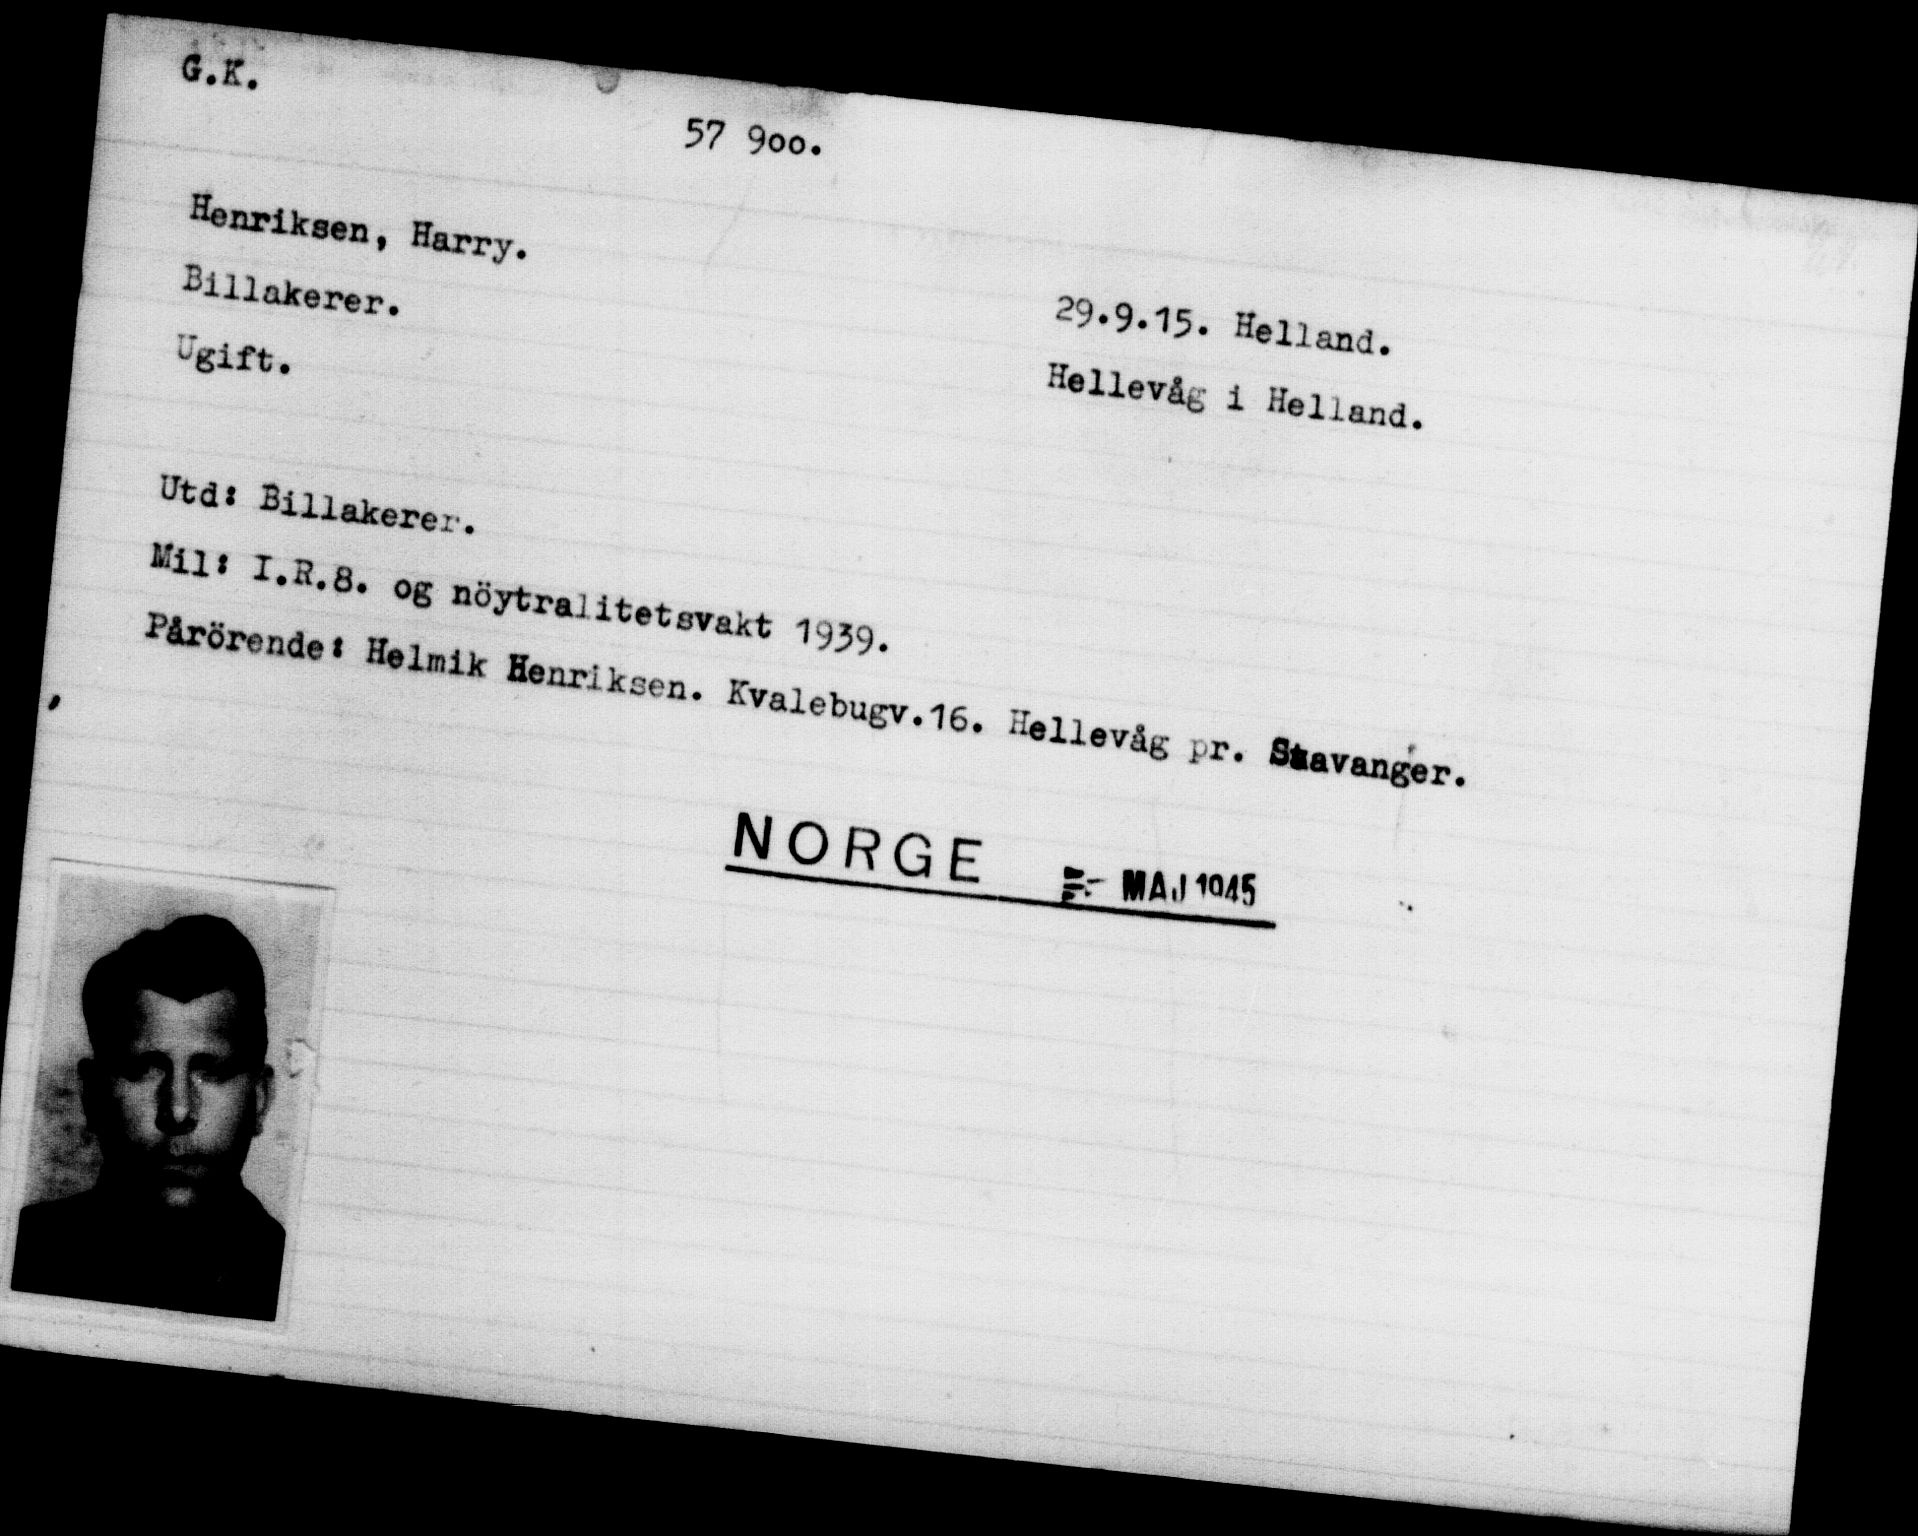 G.K.
57 9oo.
Henriksen, Harry.
Billakerer.
Ugift.
29.9.15. Helland.
Hellevåg i Helland.
Utd: Billakerer.
Mil: I.R.8. og nöytralitetsvakt 1939.
Pårörende: Helmik Henriksen. Kvalebugv.16. Hellevåg pr. Stavanger.
NORGE
MAJ 1945